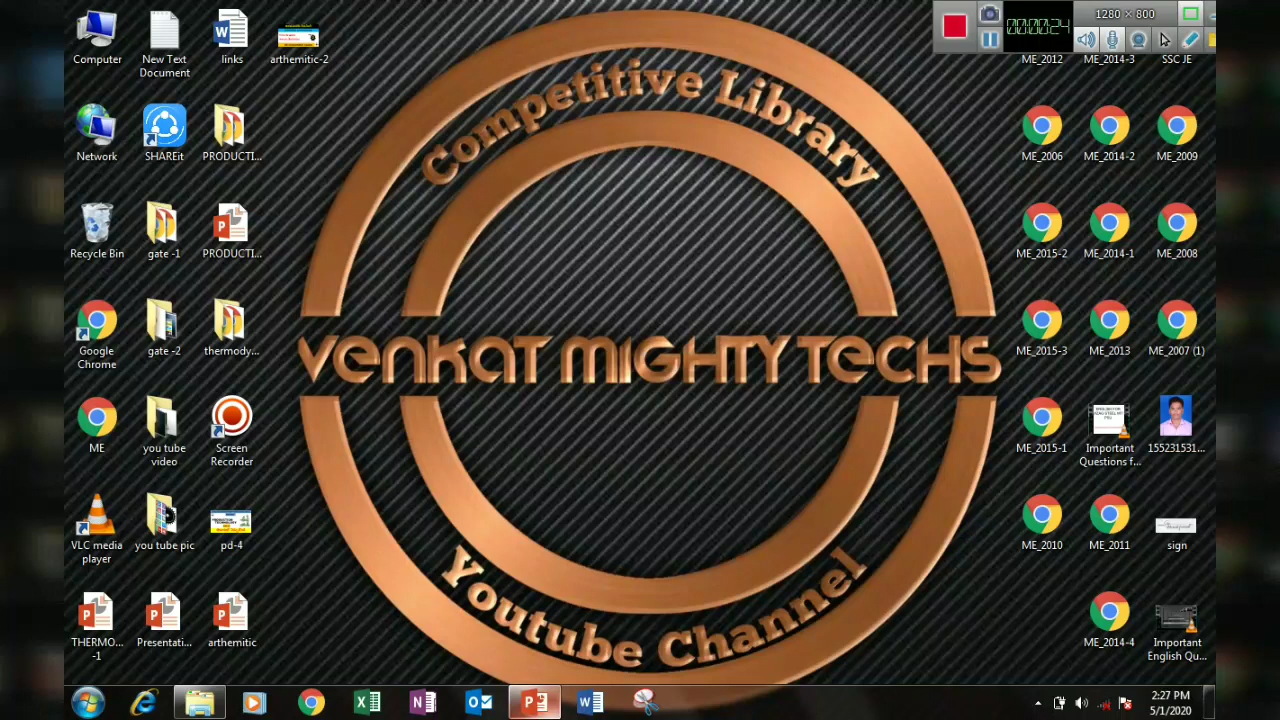 Computer
New Text
Document
links
arthemitic-2
Network
SHAREit
PRODUCTI...
Recycle Bin
gate -1
PRODUCTI...
Google
Chrome
gate -2
thermody...
ME
you tube
video
Screen
Recorder
VLC media
player
you tube pic
pd-4
THERMO...
-1
Presentati...
arthemitic
Competitive Library
VENKAT MIGHTY TECHS
Youtube Channel
00:00:24
1280 × 800
ME_2012
ME_2014-3
SSC JE
ME_2006
ME_2014-2
ME_2009
ME_2015-2
ME_2014-1
ME_2008
ME_2015-3
ME_2013
ME_2007 (1)
ME_2015-1
Important
Questions f...
155231531...
ME_2010
ME_2011
sign
ME_2014-4
Important
English Qu...
2:27 PM
5/1/2020